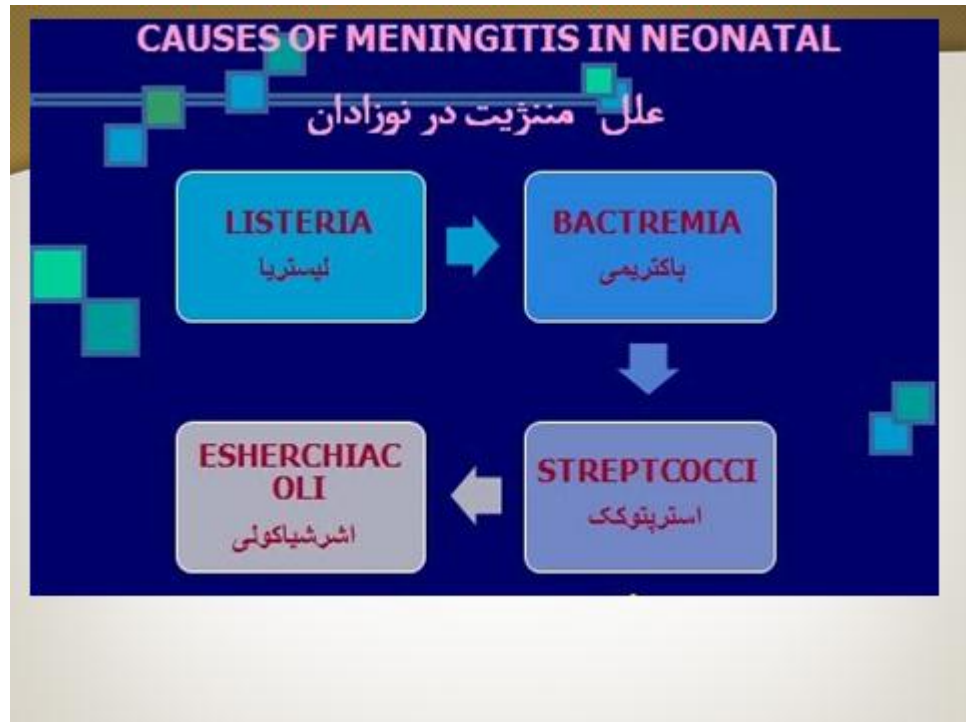 CAUSES OF MENINGITIS IN NEONATAL
علل مننژیت در نوزادان
LISTERIA
لیستریا
BACTREMIA
باکتریمی
STREPTCOCCI
استرپتوکک
ESHERCHIAC
OLI
اشرشیاکولی